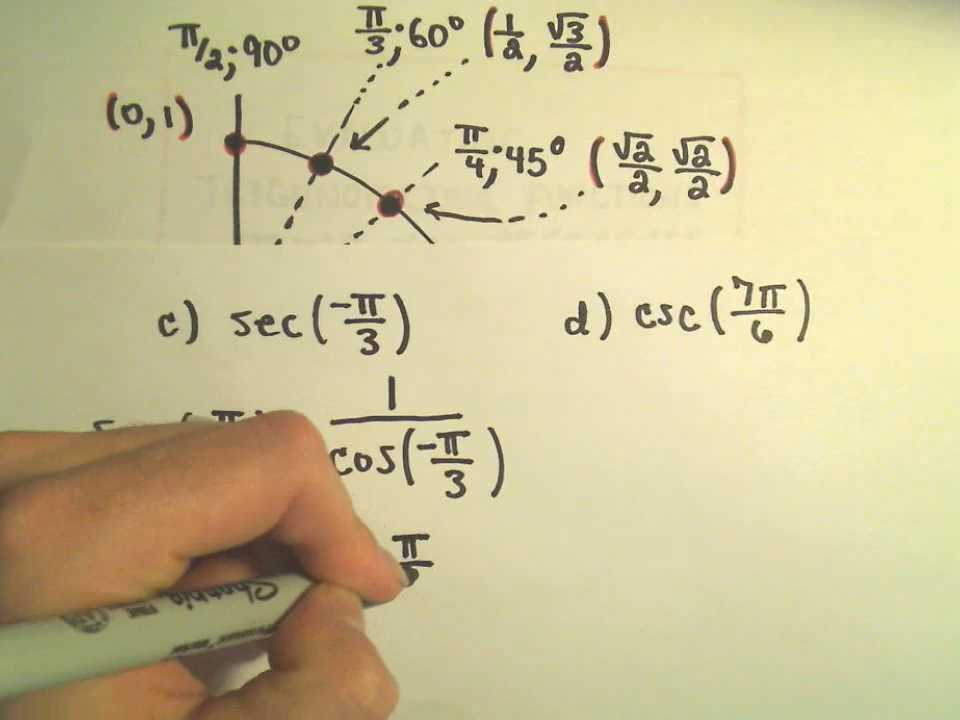 π/2; 90° π/3; 60° (1/2, √3/2)
(0, 1)
π/4; 45° (√2/2, √2/2)
c) sec(-π/3) d) csc(7π/6)
1
cos(-π/3)
π
Sharpie